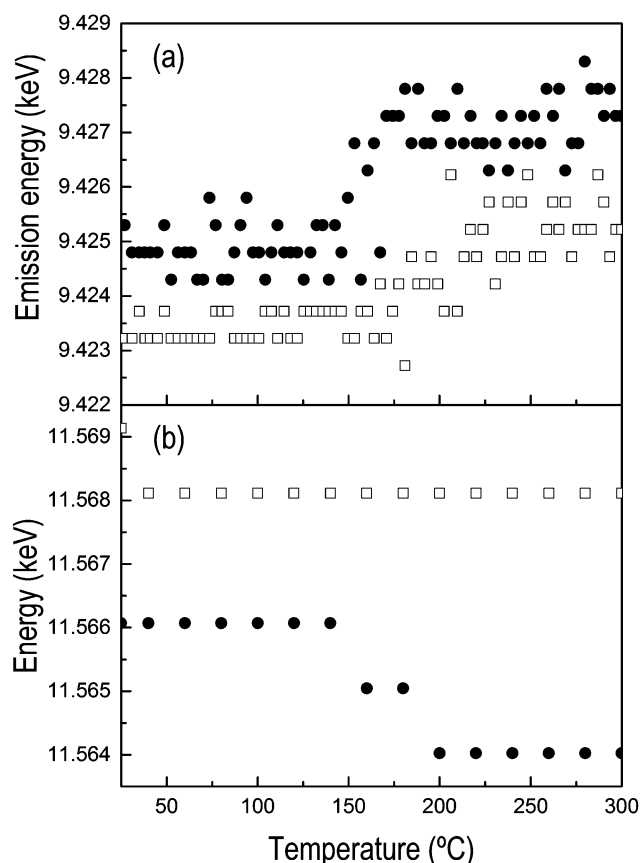 9.429
(a)
9.428
9.427
9.426
9.425
9.424
9.423
9.422
Emission energy (keV)
11.569
(b)
11.568
11.567
11.566
11.565
11.564
Energy (keV)
50 100 150 200 250 300
Temperature (ºC)